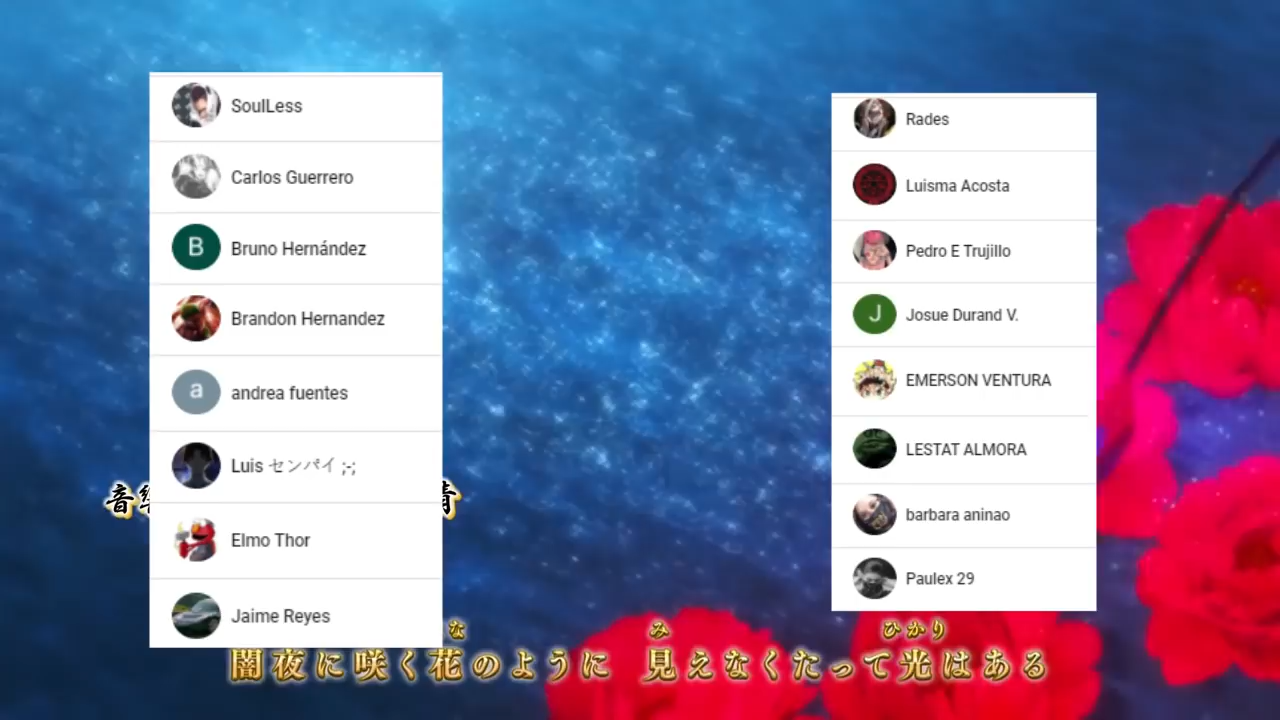 SoulLess
Carlos Guerrero
Bruno Hernández
B
Brandon Hernandez
andrea fuentes
a
Luis センパイ ;-;
Elmo Thor
Jaime Reyes
Rades
Luisma Acosta
Pedro E Trujillo
Josue Durand V.
J
EMERSON VENTURA
LESTAT ALMORA
barbara aninao
Paulex 29
音
な み ひかり
闇夜に咲く花のように 見えなくたって光はある